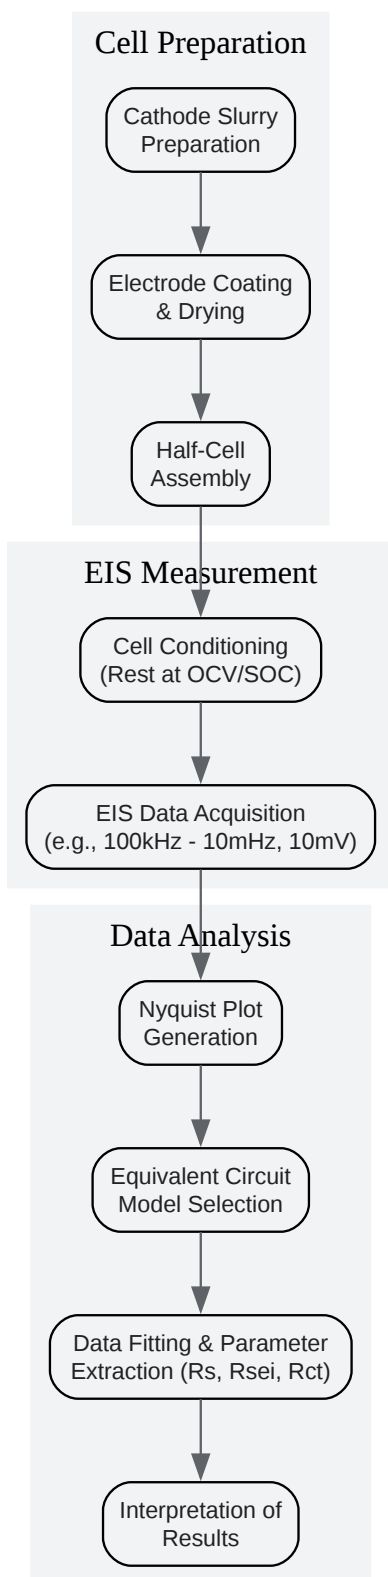 Cell Preparation
Cathode Slurry
Preparation
Electrode Coating
& Drying
Half-Cell
Assembly
EIS Measurement
Cell Conditioning
(Rest at OCV/SOC)
EIS Data Acquisition
(e.g., 100kHz - 10mHz, 10mV)
Data Analysis
Nyquist Plot
Generation
Equivalent Circuit
Model Selection
Data Fitting & Parameter
Extraction (Rs, Rsei, Rct)
Interpretation of
Results